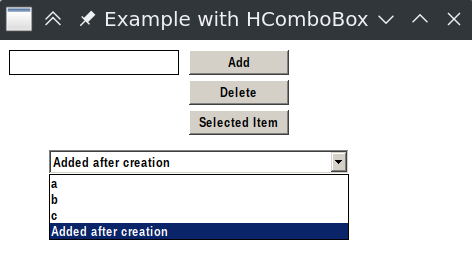 Example with HComboBox
Add
Delete
Selected Item
Added after creation
a
b
c
Added after creation